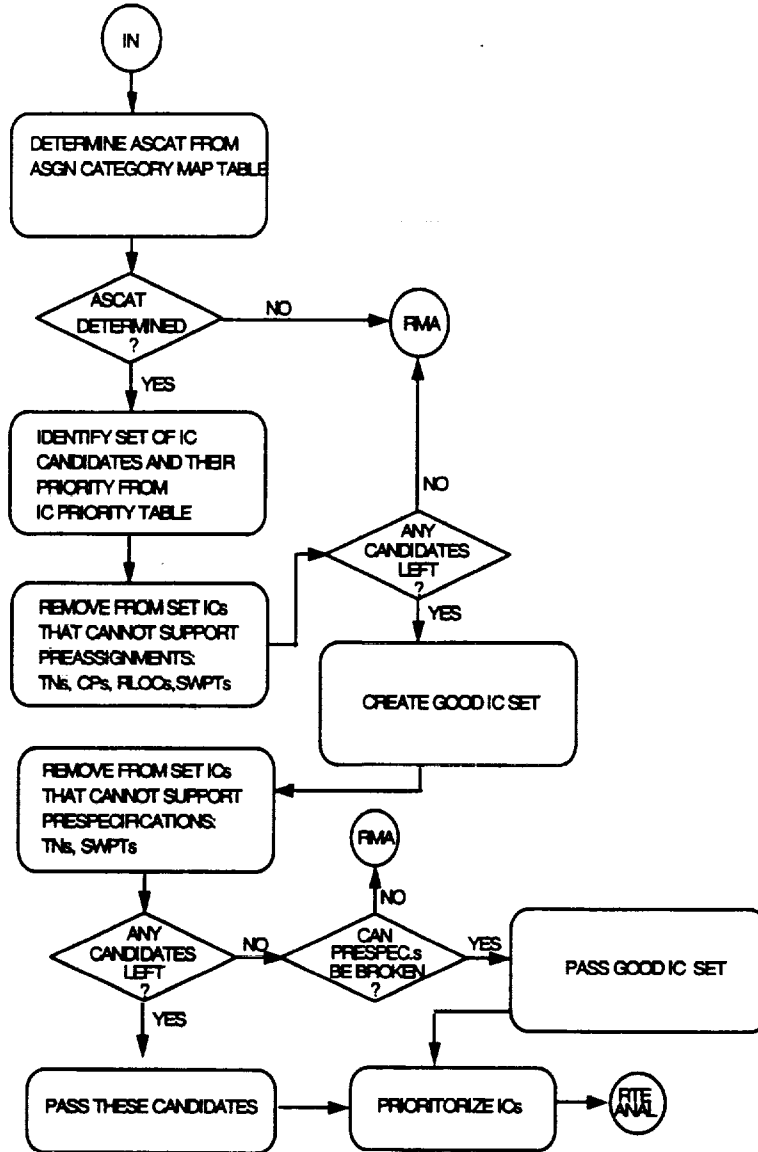 IN
DETERMINE ASCAT FROM
ASGN CATEGORY MAP TABLE
ASCAT
DETERMINED
?
NO
RMA
YES
IDENTIFY SET OF IC
CANDIDATES AND THEIR
PRIORITY FROM
IC PRIORITY TABLE
NO
ANY
CANDIDATES
LEFT
?
YES
REMOVE FROM SET ICs
THAT CANNOT SUPPORT
PREASSIGNMENTS:
TNs, CPs, RLOCs,SWPTs
CREATE GOOD IC SET
REMOVE FROM SET ICs
THAT CANNOT SUPPORT
PRESPECIFICATIONS:
TNs, SWPTs
RMA
NO
ANY
CANDIDATES
LEFT
?
NO
CAN
PRESPEC.s
BE BROKEN
?
YES
PASS GOOD IC SET
YES
PASS THESE CANDIDATES
PRIORITORIZE ICs
RTE
ANAL